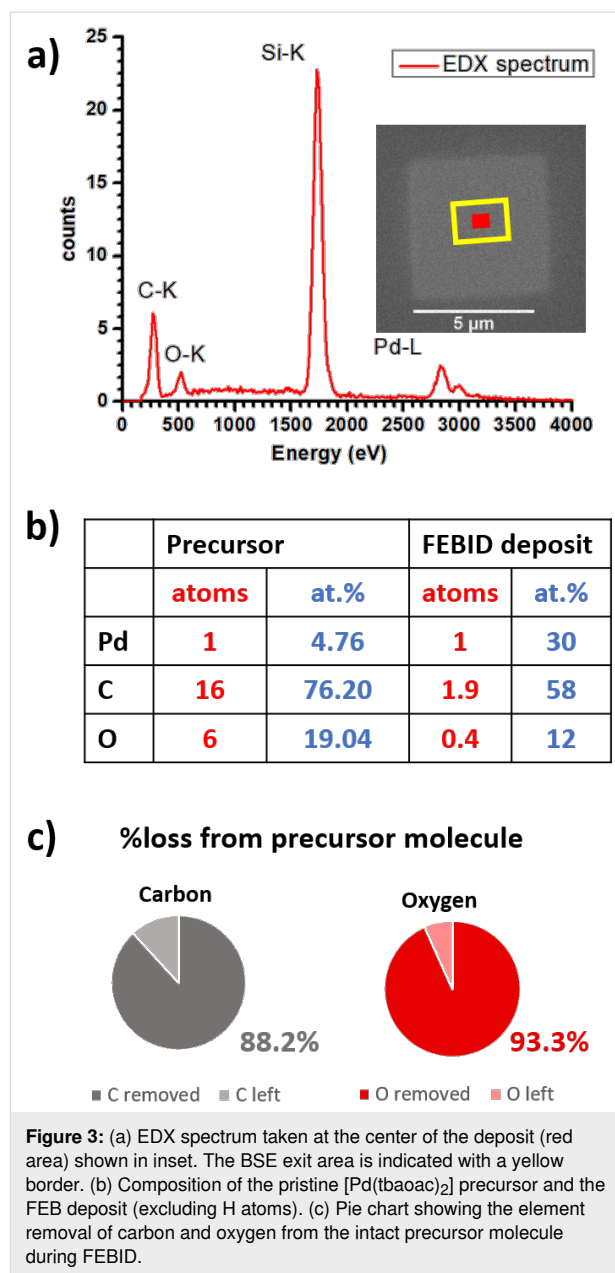 a)
25
20
15
10
5
0
counts
Si-K
EDX spectrum
C-K
O-K
Pd-L
5 µm
0 500 1000 1500 2000 2500 3000 3500 4000
Energy (eV)
b)
Precursor FEBID deposit
atoms at.% atoms at.%
Pd 1 4.76 1 30
C 16 76.20 1.9 58
O 6 19.04 0.4 12
c) %loss from precursor molecule
Carbon Oxygen
88.2% 93.3%
C removed C left O removed O left
Figure 3: (a) EDX spectrum taken at the center of the deposit (red
area) shown in inset. The BSE exit area is indicated with a yellow
border. (b) Composition of the pristine [Pd(tbaoac)2] precursor and the
FEB deposit (excluding H atoms). (c) Pie chart showing the element
removal of carbon and oxygen from the intact precursor molecule
during FEBID.